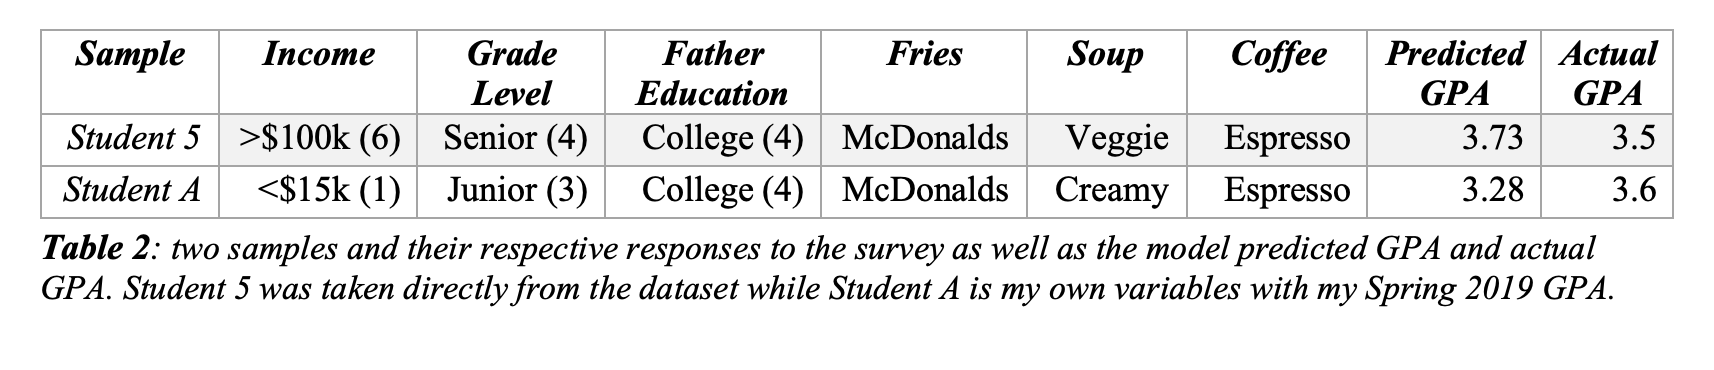 Sample Income Grade Level Father Education Fries Soup Coffee Predicted GPA Actual GPA
Student 5 >$100k (6) Senior (4) College (4) McDonalds Veggie Espresso 3.73 3.5
Student A <$15k (1) Junior (3) College (4) McDonalds Creamy Espresso 3.28 3.6
Table 2: two samples and their respective responses to the survey as well as the model predicted GPA and actual
GPA. Student 5 was taken directly from the dataset while Student A is my own variables with my Spring 2019 GPA.